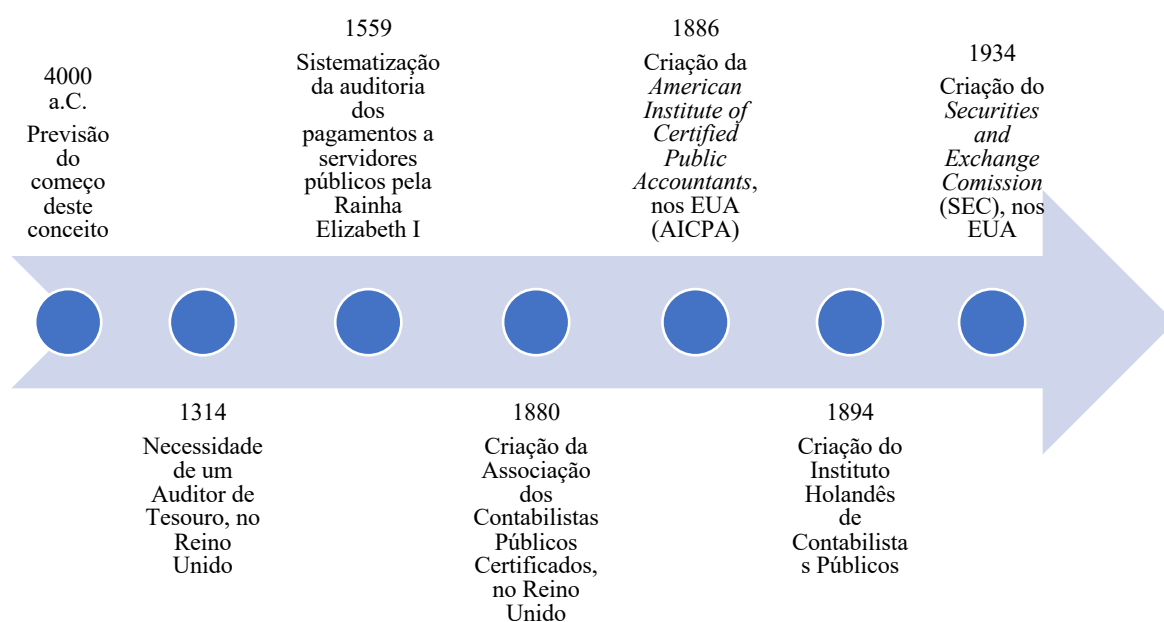 4000
a.C.
Previsão
do
começo
deste
conceito
1314
Necessidade
de um
Auditor de
Tesouro, no
Reino
Unido
1559
Sistematização
da auditoria
dos
pagamentos a
servidores
públicos pela
Rainha
Elizabeth I
1880
Criação da
Associação
dos
Contabilistas
Públicos
Certificados,
no Reino
Unido
1886
Criação da
American
Institute of
Certified
Public
Accountants,
nos EUA
(AICPA)
1894
Criação do
Instituto
Holandês
de
Contabilista
s Públicos
1934
Criação do
Securities
and
Exchange
Comission
(SEC), nos
EUA